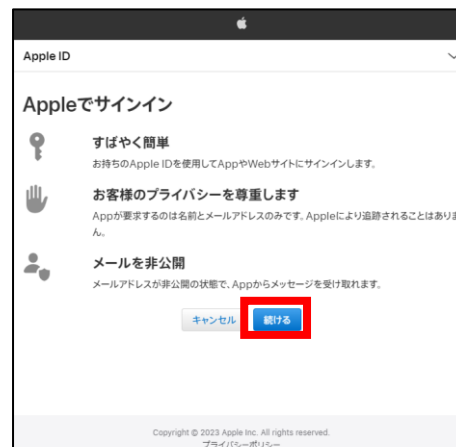 Apple ID
Appleでサインイン
すばやく簡単
お持ちのApple IDを使用してAppやWebサイトにサインインします。
お客様のプライバシーを尊重します
Appが要求するのは名前とメールアドレスのみです。Appleにより追跡されることはありま
ん。
メールを非公開
メールアドレスが非公開の状態で、Appからメッセージを受け取れます。
キャンセル 続ける
Copyright © 2023 Apple Inc. All rights reserved.
プライバシーポリシー